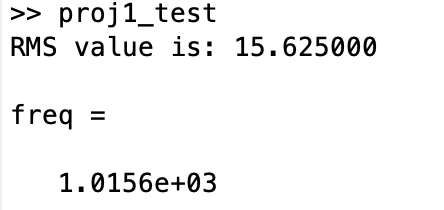 >> proj1_test
RMS value is: 15.625000
freq =
1.0156e+03